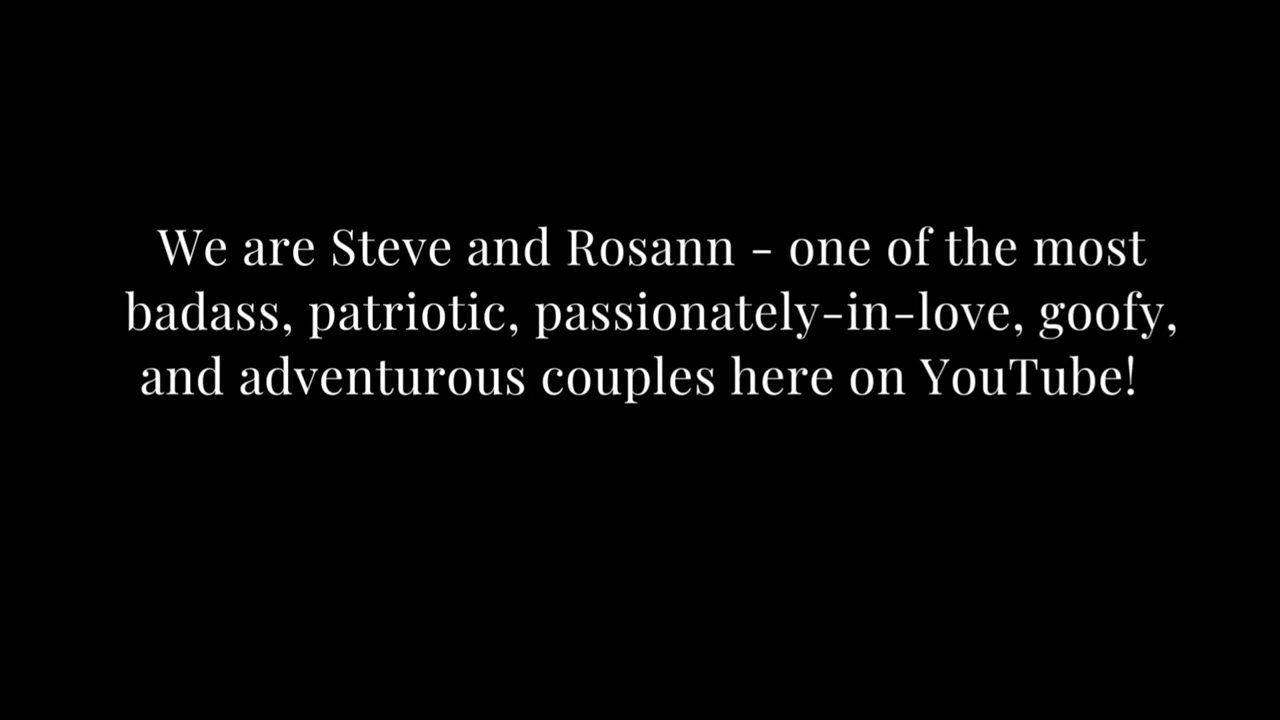 We are Steve and Rosann - one of the most
badass, patriotic, passionately-in-love, goofy,
and adventurous couples here on YouTube!